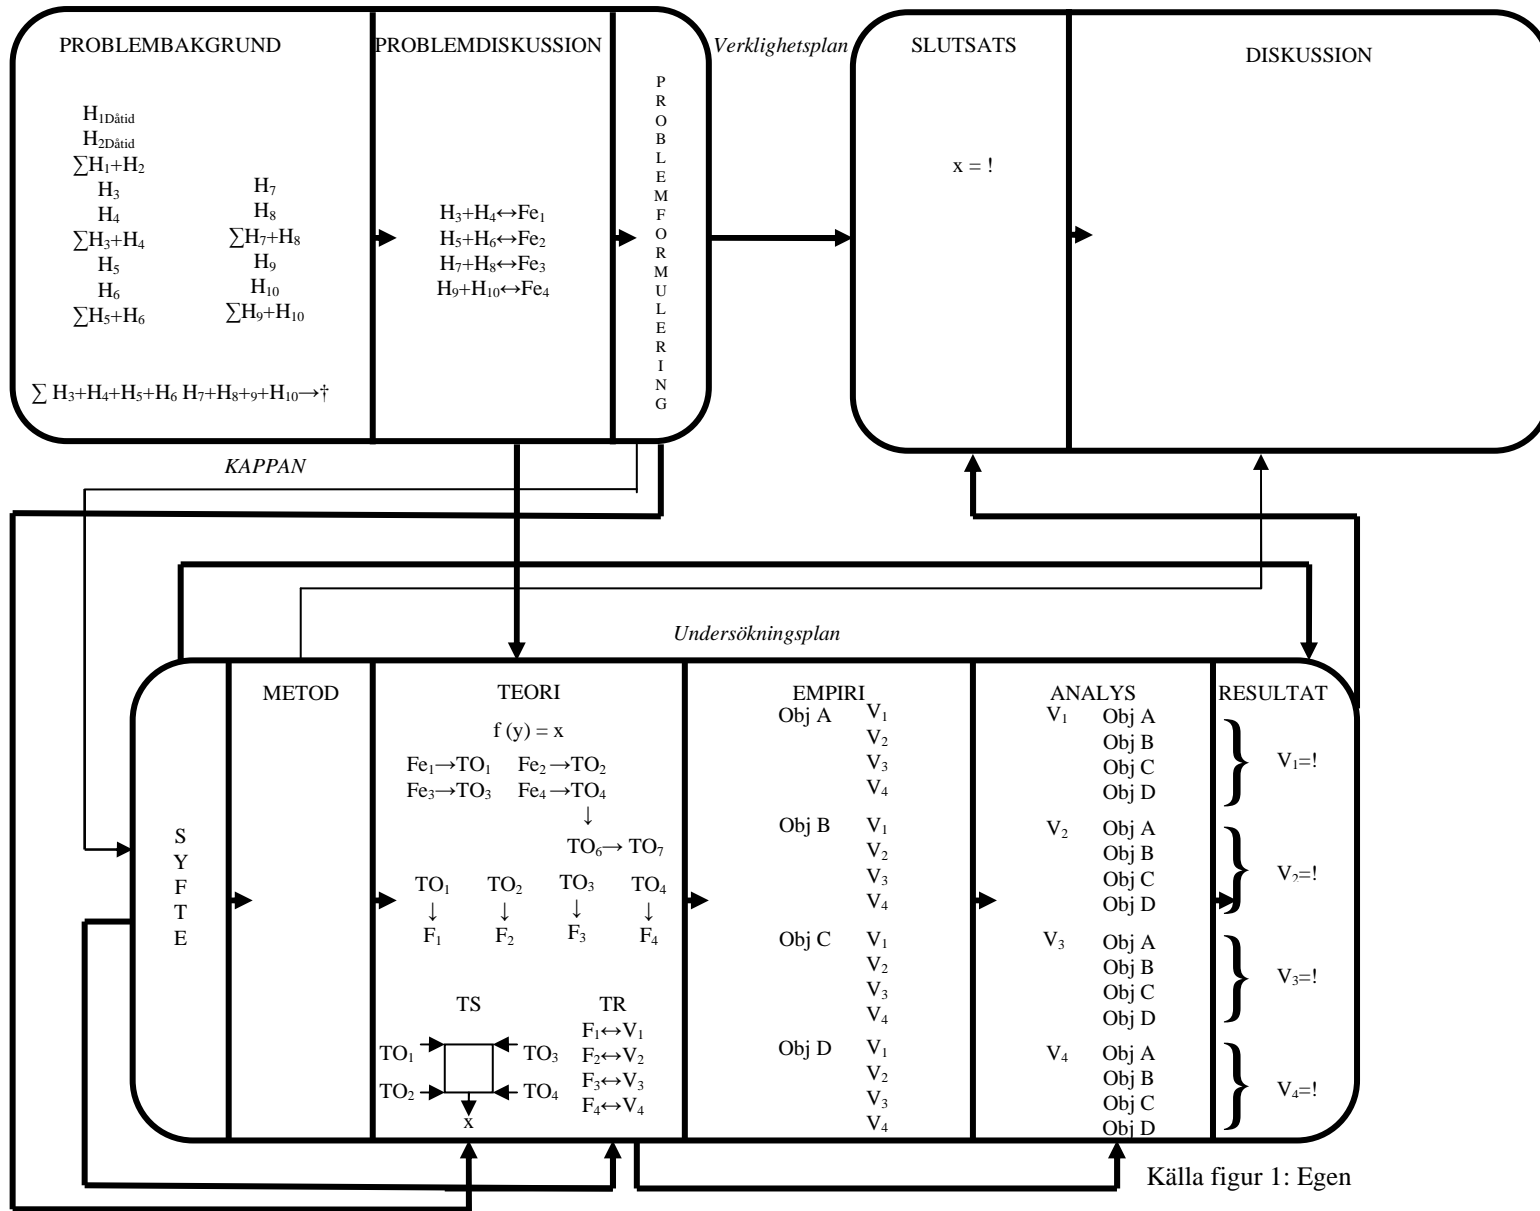 PROBLEMBAKGRUND
H1Dåtid
H2Dåtid
∑H1+H2
H3
H4
∑H3+H4
H5
H6
∑H5+H6
H7
H8
∑H7+H8
H9
H10
∑H9+H10
∑ H3+H4+H5+H6 H7+H8+9+H10→†
PROBLEMDISKUSSION
H3+H4↔Fe1
H5+H6↔Fe2
H7+H8↔Fe3
H9+H10↔Fe4
P
R
O
B
L
E
M
F
O
R
M
U
L
E
R
I
N
G
Verklighetsplan
SLUTSATS
x = !
DISKUSSION
KAPPAN
Undersökningsplan
S
Y
F
T
E
METOD
TEORI
f (y) = x
Fe1→TO1 Fe2→TO2
Fe3→TO3 Fe4→TO4
↓
TO6→ TO7
TO1 TO2 TO3 TO4
↓ ↓ ↓ ↓
F1 F2 F3 F4
TS
TO1 TO3
TO2 TO4
x
TR
F1↔V1
F2↔V2
F3↔V3
F4↔V4
EMPIRI
Obj A V1
V2
V3
V4
Obj B V1
V2
V3
V4
Obj C V1
V2
V3
V4
Obj D V1
V2
V3
V4
ANALYS
V1 Obj A
Obj B
Obj C
Obj D
V2 Obj A
Obj B
Obj C
Obj D
V3 Obj A
Obj B
Obj C
Obj D
V4 Obj A
Obj B
Obj C
Obj D
RESULTAT
} V1=!
} V2=!
} V3=!
} V4=!
Källa figur 1: Egen